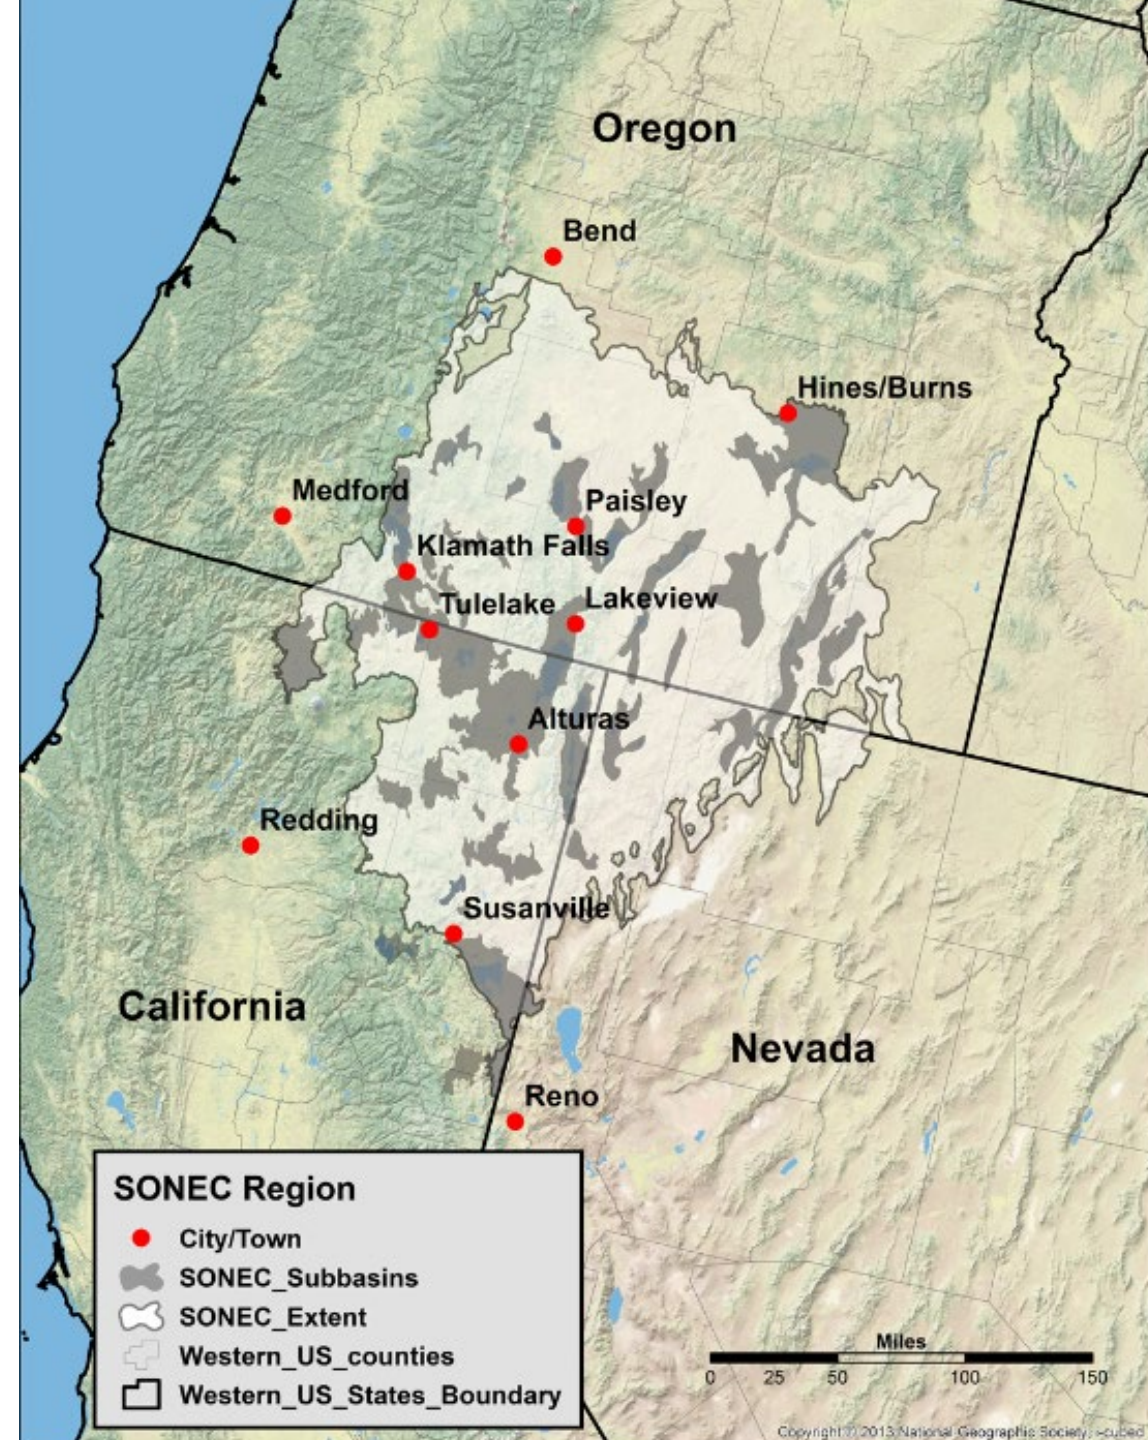 Oregon
Bend
Hines/Burns
Medford
Paisley
Klamath Falls
Tulelake
Lakeview
Alturas
Redding
Susanville
California
Nevada
Reno
SONEC Region
City/Town
SONEC_Subbasins
SONEC_Extent
Western_US_counties
Western_US_States_Boundary
Miles
0 25 50 100 150
Copyright:© 2013 National Geographic Society, i-cubed